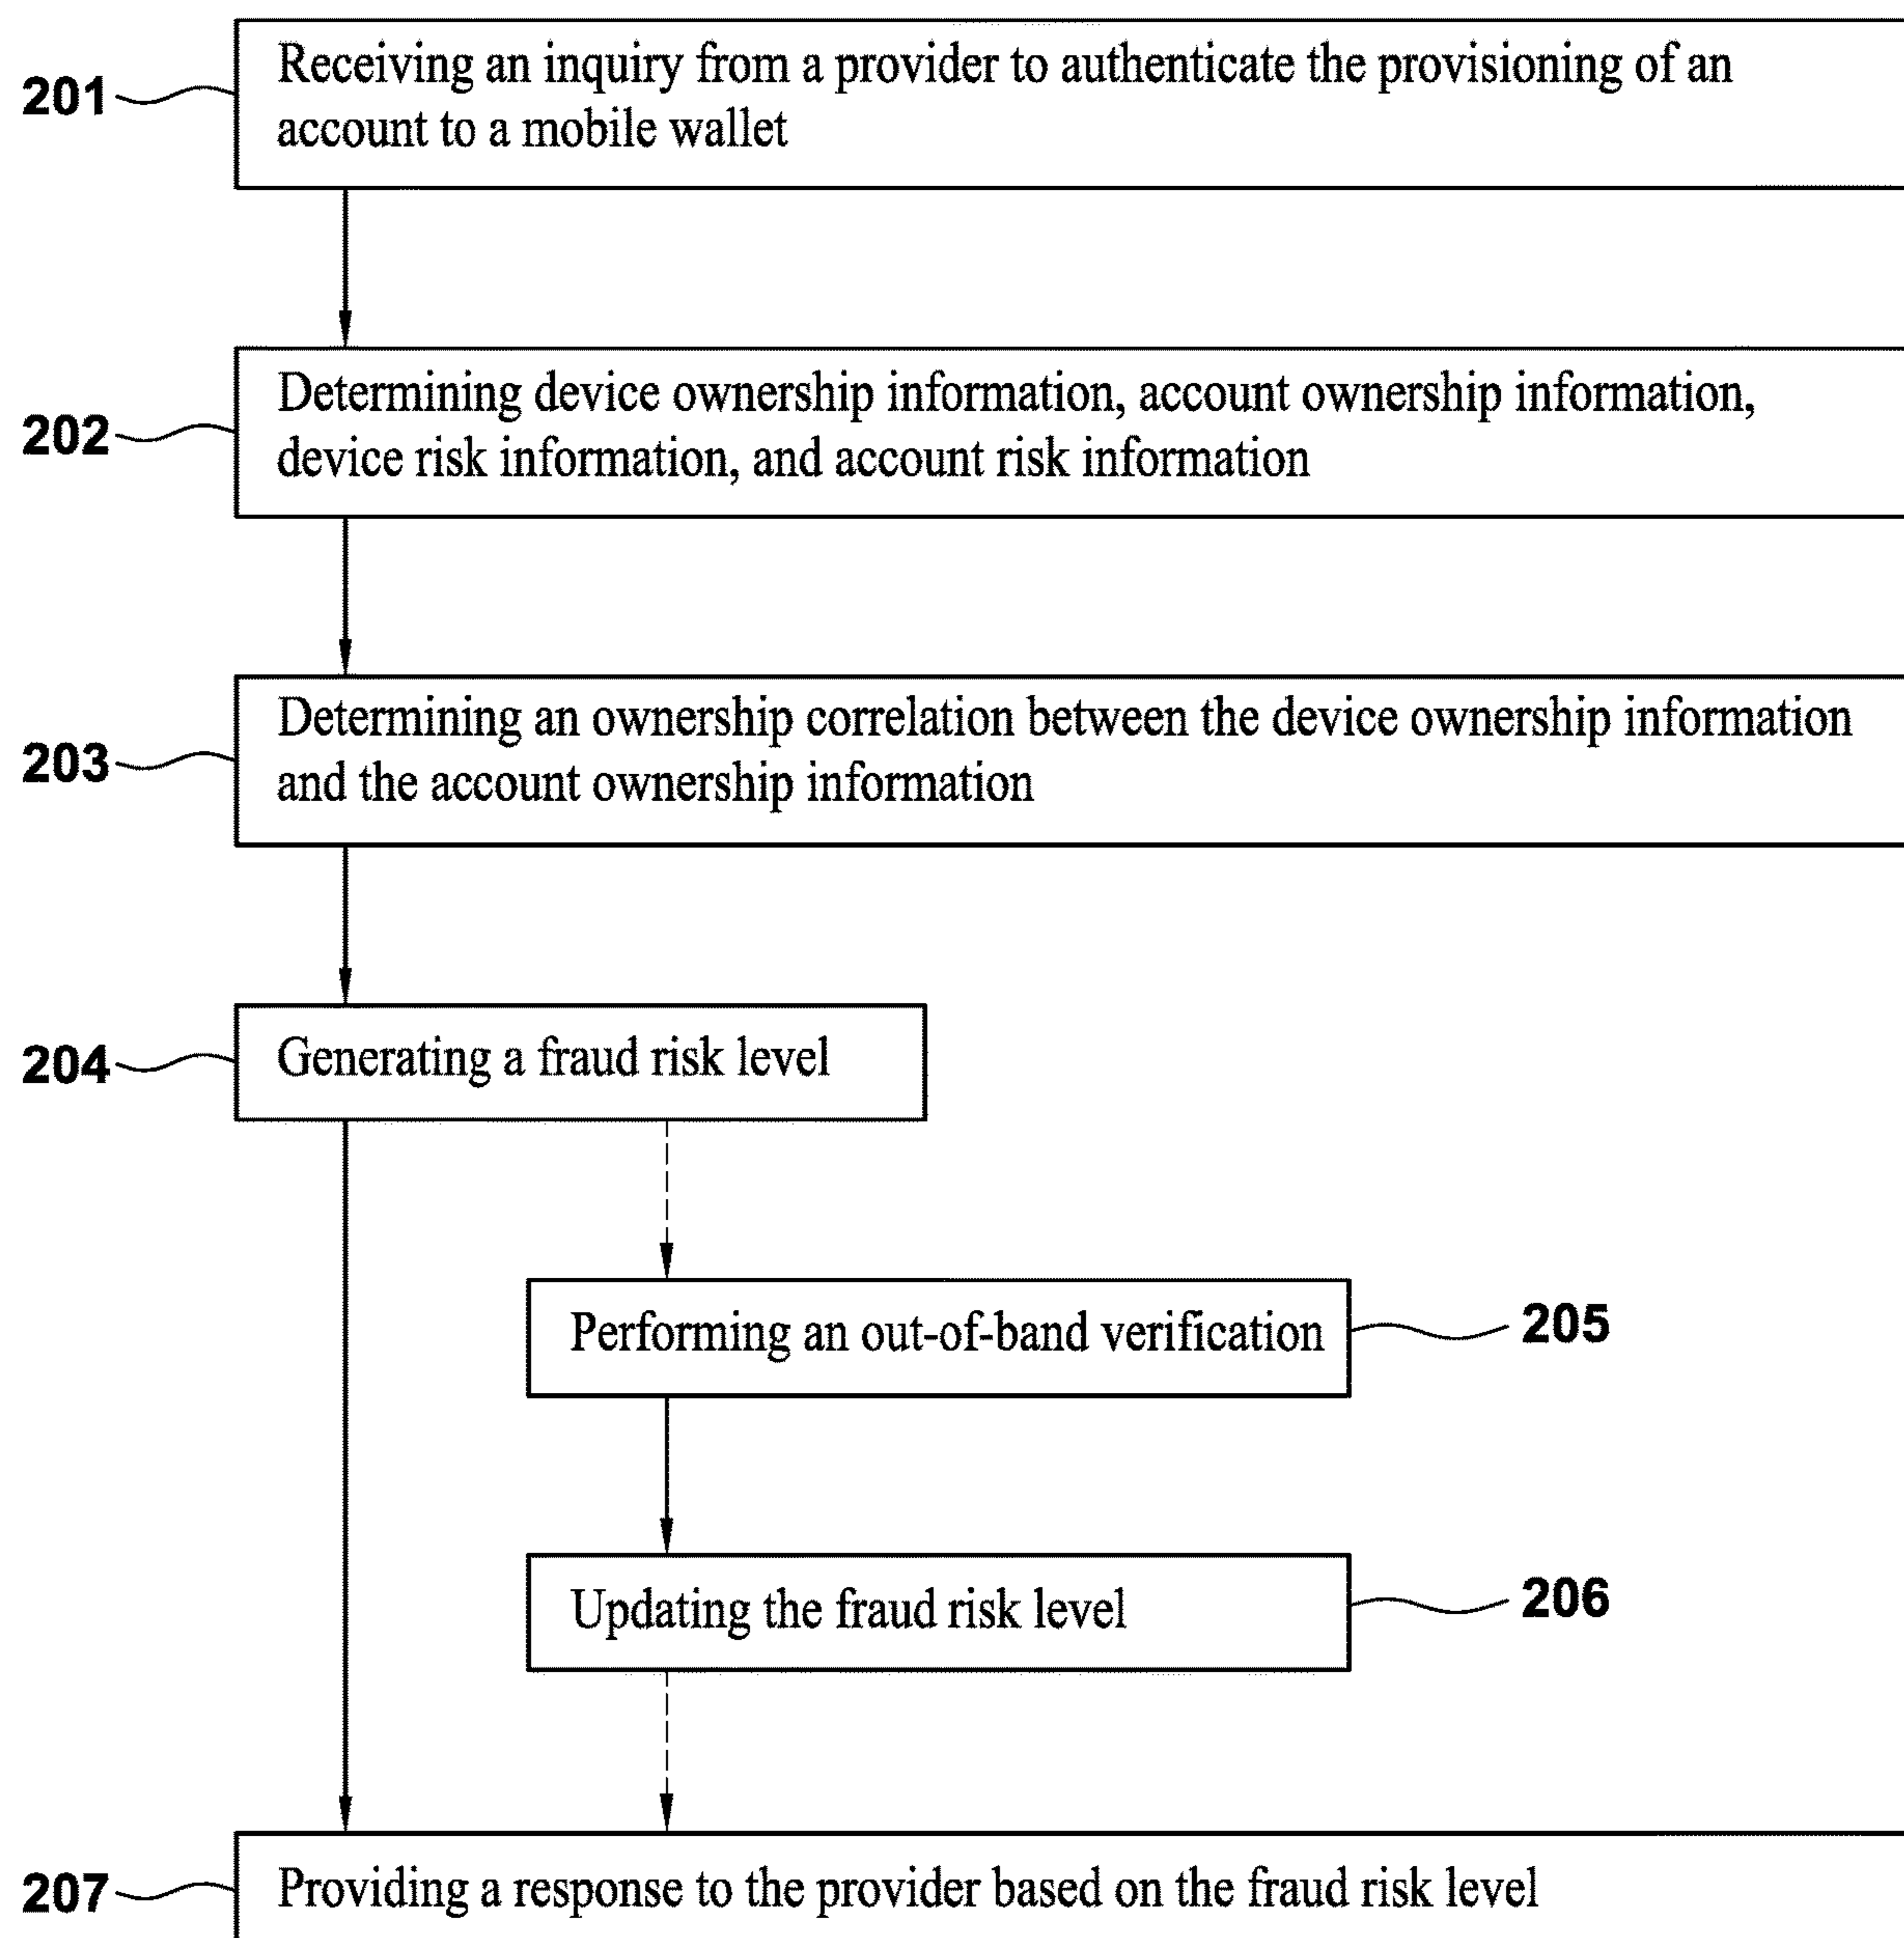 201
Receiving an inquiry from a provider to authenticate the provisioning of an
account to a mobile wallet
202
Determining device ownership information, account ownership information,
device risk information, and account risk information
203
Determining an ownership correlation between the device ownership information
and the account ownership information
204
Generating a fraud risk level
Performing an out-of-band verification
205
Updating the fraud risk level
206
207
Providing a response to the provider based on the fraud risk level